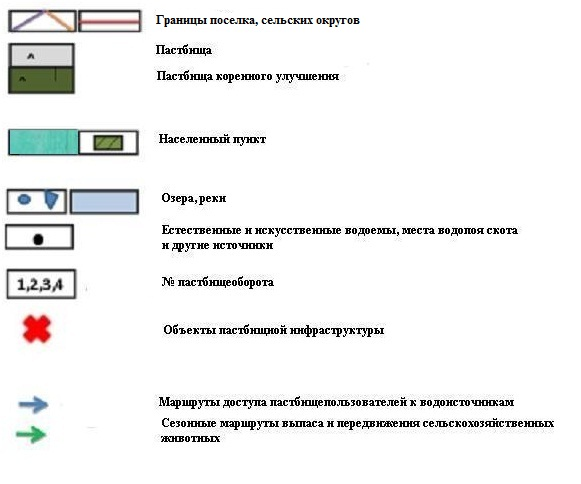 Границы поселка, сельских округов
Пастбища
Пастбища коренного улучшения
Населенный пункт
Озера, реки
Естественные и искусственные водоемы, места водопоя скота
и другие источники
1,2,3,4
№ пастбищеоборота
Объекты пастбищной инфраструктуры
Маршруты доступа пастбищепользователей к водоисточникам
Сезонные маршруты выпаса и передвижения сельскохозяйственных
животных